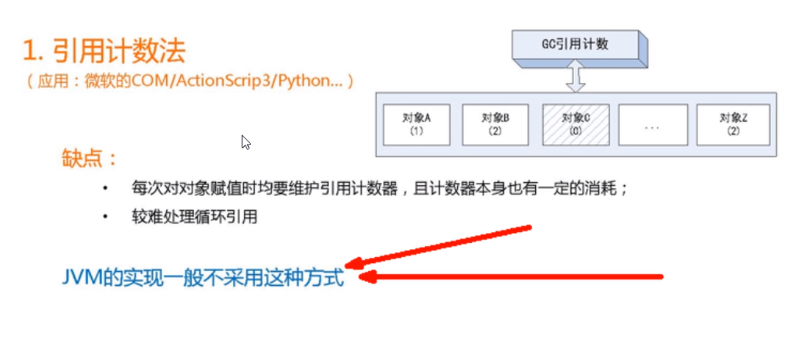 1. 引用计数法
（应用：微软的COM/ActionScrip3/Python...）
GC引用计数
对象A
(1)
对象B
(2)
对象C
(0)
...
对象Z
(2)
缺点：
• 每次对对象赋值时均要维护引用计数器，且计数器本身也有一定的消耗；
• 较难处理循环引用
JVM的实现一般不采用这种方式